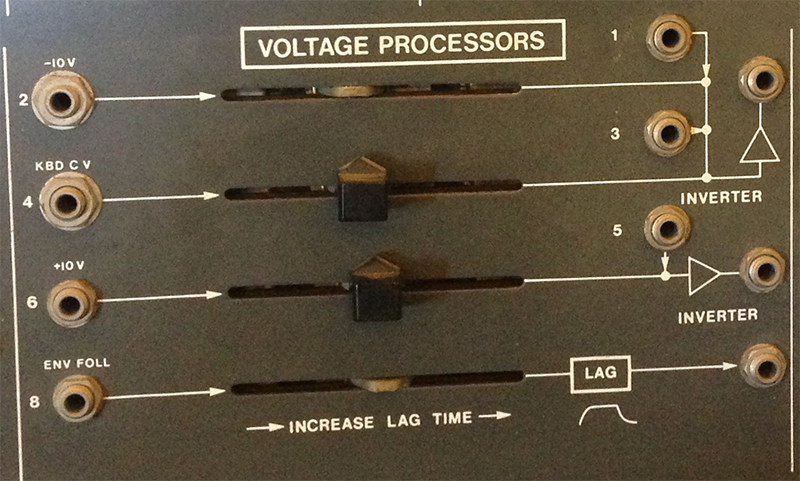 VOLTAGE PROCESSORS
1
-10 V
2
3
KBD C V
4
INVERTER
5
+10 V
6
INVERTER
ENV FOLL
8
LAG
INCREASE LAG TIME